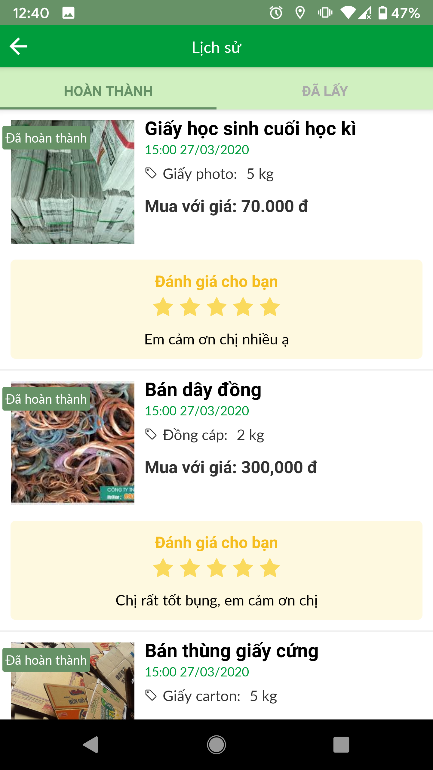 12:40
47%
Lịch sử
HOÀN THÀNH
ĐÃ LẤY
Đã hoàn thành
Giấy học sinh cuối học kì
15:00 27/03/2020
Giấy photo: 5 kg
Mua với giá: 70.000 đ
Đánh giá cho bạn
Em cảm ơn chị nhiều ạ
Đã hoàn thành
Bán dây đồng
15:00 27/03/2020
Đồng cáp: 2 kg
Mua với giá: 300,000 đ
CÔNG TY
Đánh giá cho bạn
Chị rất tốt bụng, em cảm ơn chị
Đã hoàn thành
Bán thùng giấy cứng
15:00 27/03/2020
Giấy carton: 5 kg